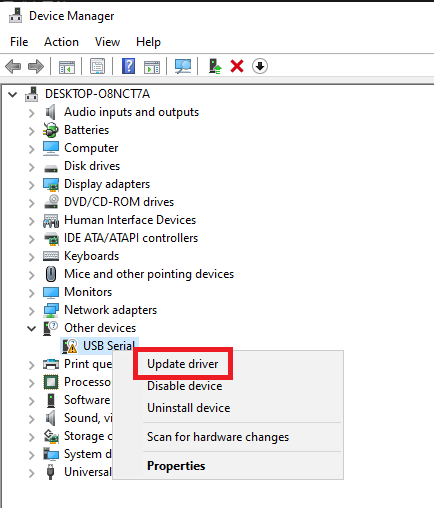 Device Manager
File Action View Help
DESKTOP-O8NCT7A
Audio inputs and outputs
Batteries
Computer
Disk drives
Display adapters
DVD/CD-ROM drives
Human Interface Devices
IDE ATA/ATAPI controllers
Keyboards
Mice and other pointing devices
Monitors
Network adapters
Other devices
USB Serial
Print que
Processo
Software
Sound, vi
Storage c
System d
Universal
Update driver
Disable device
Uninstall device
Scan for hardware changes
Properties